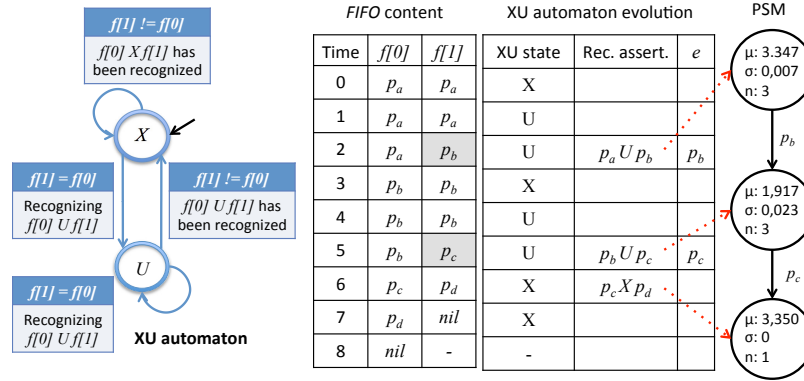 f[1] != f[0]
f[0] X f[1] has
been recognized
X
f[1] = f[0]
Recognizing
f[0] U f[1]
f[1] != f[0]
f[0] U f[1] has
been recognized
U
f[1] = f[0]
Recognizing
f[0] U f[1]
XU automaton
FIFO content
Time f[0] f[1]
0 pa pa
1 pa pa
2 pa pb
3 pb pb
4 pb pb
5 pb pc
6 pc pd
7 pd nil
8 nil -
XU automaton evolution
XU state Rec. assert. e
X
U
U pa U pb pb
X
U
U pb U pc pc
X pc X pd
X
-
PSM
μ: 3.347
σ: 0,007
n: 3
pb
μ: 1,917
σ: 0,023
n: 3
pc
μ: 3,350
σ: 0
n: 1